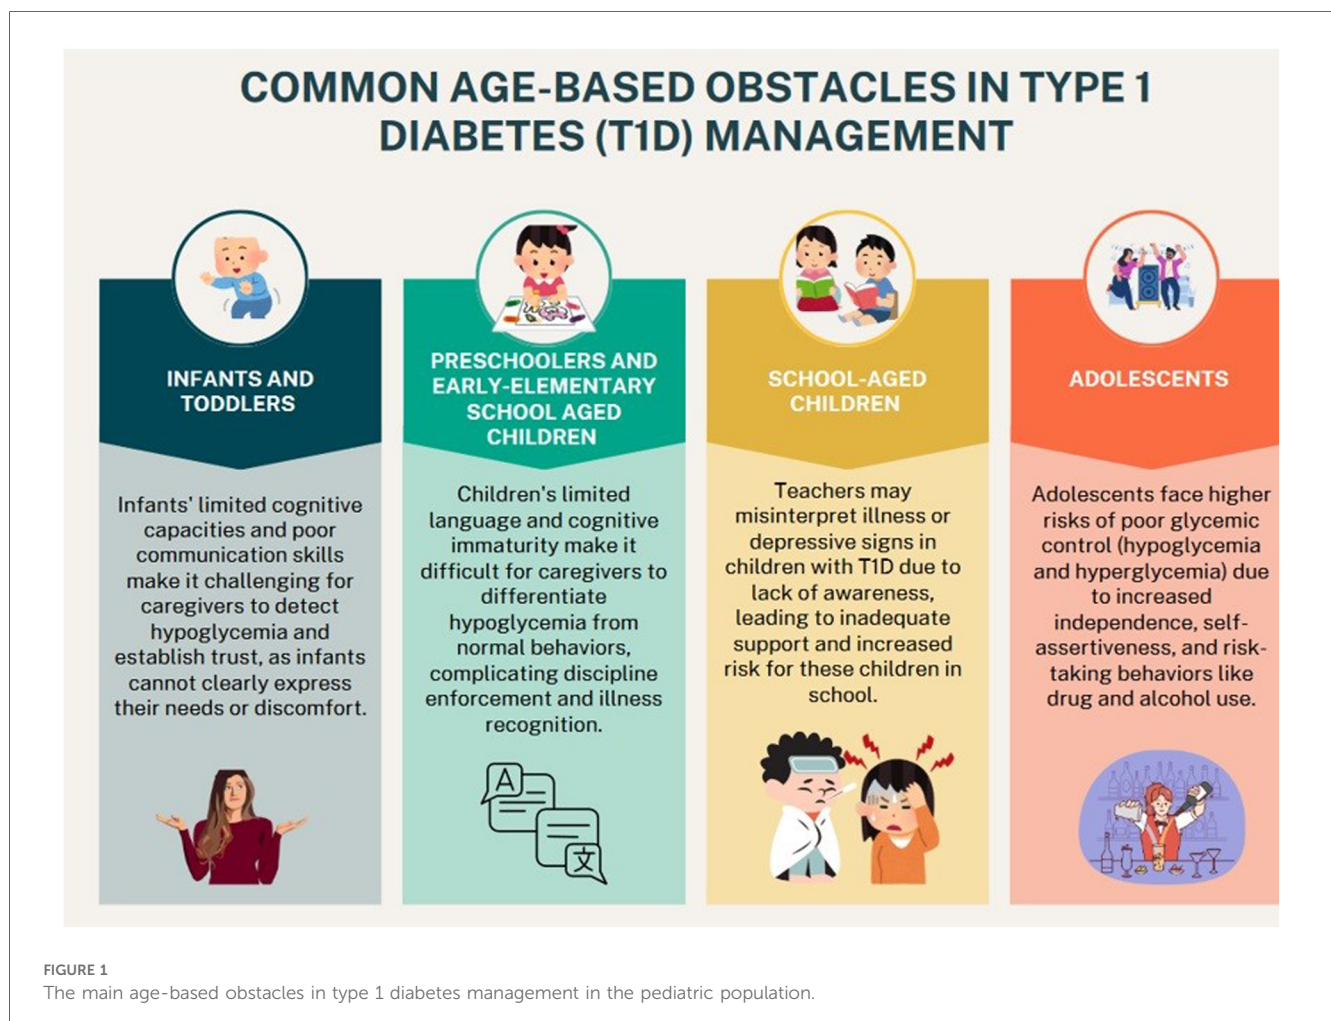 COMMON AGE-BASED OBSTACLES IN TYPE 1
DIABETES (T1D) MANAGEMENT
INFANTS AND
TODDLERS
Infants' limited cognitive
capacities and poor
communication skills
make it challenging for
caregivers to detect
hypoglycemia and
establish trust, as infants
cannot clearly express
their needs or discomfort.
PRESCHOOLERS AND
EARLY-ELEMENTARY
SCHOOL AGED
CHILDREN
Children's limited
language and cognitive
immaturity make it
difficult for caregivers to
differentiate
hypoglycemia from
normal behaviors,
complicating discipline
enforcement and illness
recognition.
A
文
SCHOOL-AGED
CHILDREN
Teachers may
misinterpret illness or
depressive signs in
children with T1D due to
lack of awareness,
leading to inadequate
support and increased
risk for these children in
school.
ADOLESCENTS
Adolescents face higher
risks of poor glycemic
control (hypoglycemia
and hyperglycemia) due
to increased
independence, self-
assertiveness, and risk-
taking behaviors like
drug and alcohol use.
FIGURE 1
The main age-based obstacles in type 1 diabetes management in the pediatric population.